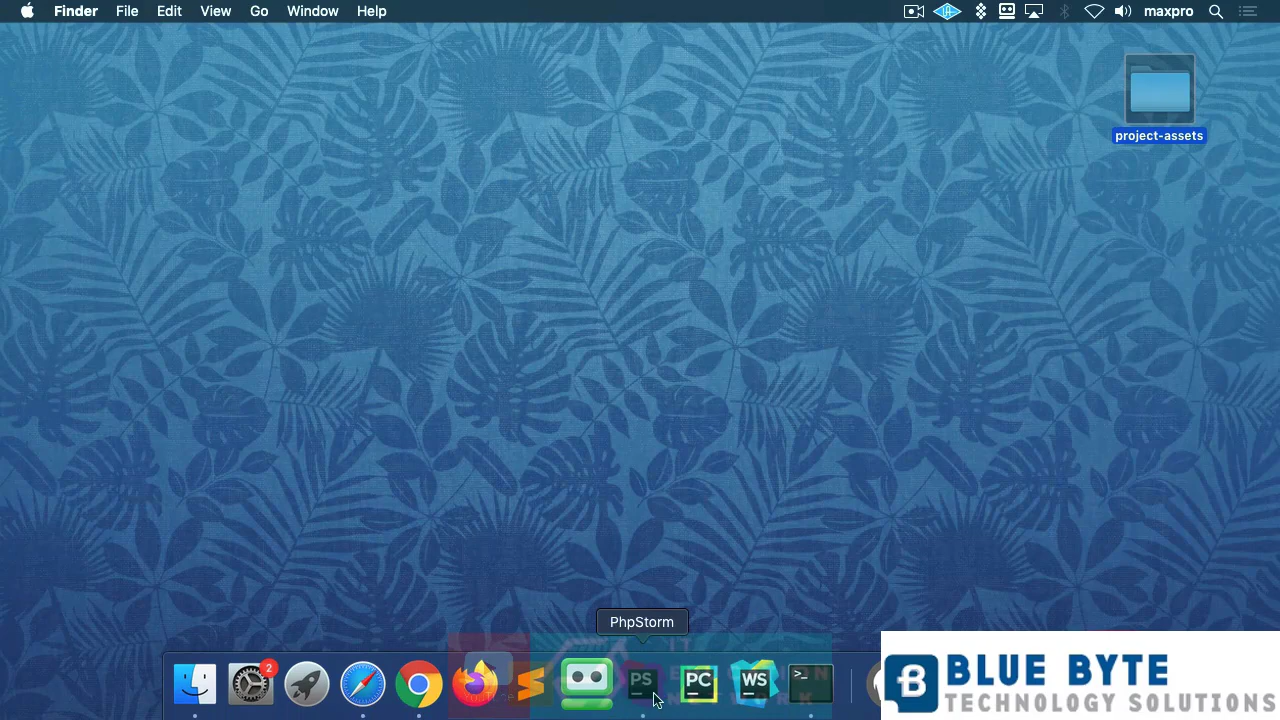 Finder File Edit View Go Window Help maxpro
project-assets
PhpStorm
2
PS
PC
WS
>_
BLUE BYTE
TECHNOLOGY SOLUTIONS